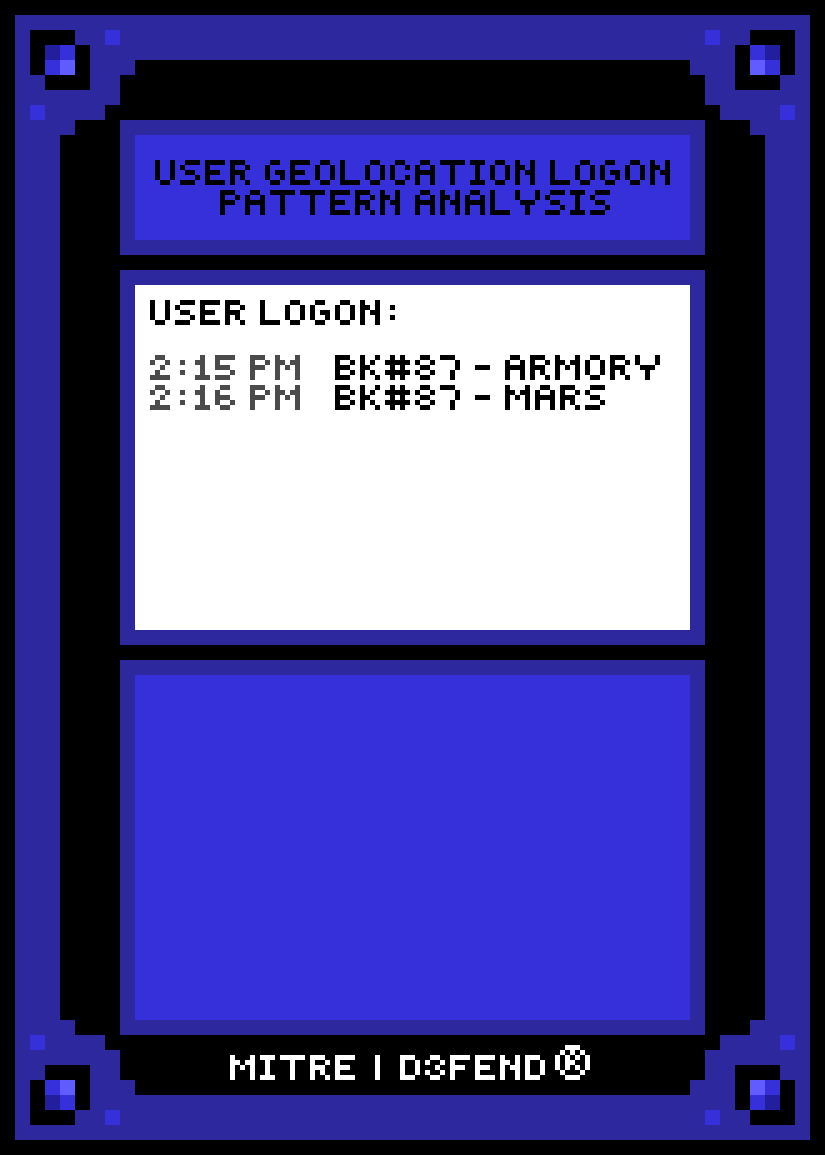 USER GEOLOCATION LOGON
PATTERN ANALYSIS
USER LOGON:
2:15 PM BK#87 - ARMORY
2:16 PM BK#87 - MARS
MITRE | D3FEND®